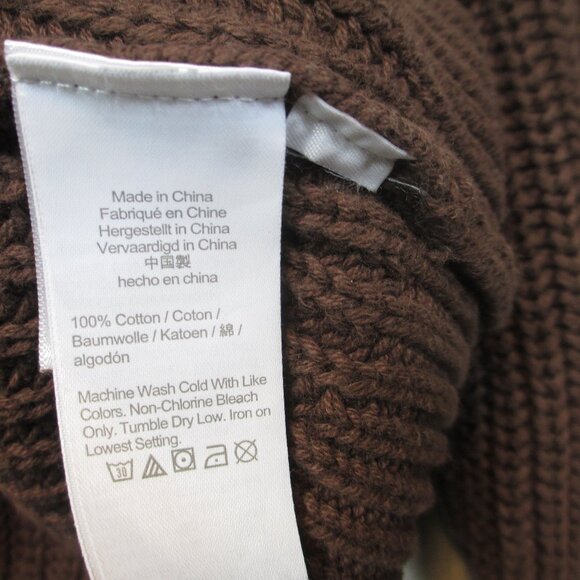 Made in China
Fabriqué en Chine
Hergestellt in China
Vervaardigd in China
中国製
hecho en china
100% Cotton / Coton /
Baumwolle / Katoen / 綿 /
algodón
Machine Wash Cold With Like
Colors. Non-Chlorine Bleach
Only. Tumble Dry Low. Iron on
Lowest Setting.
30